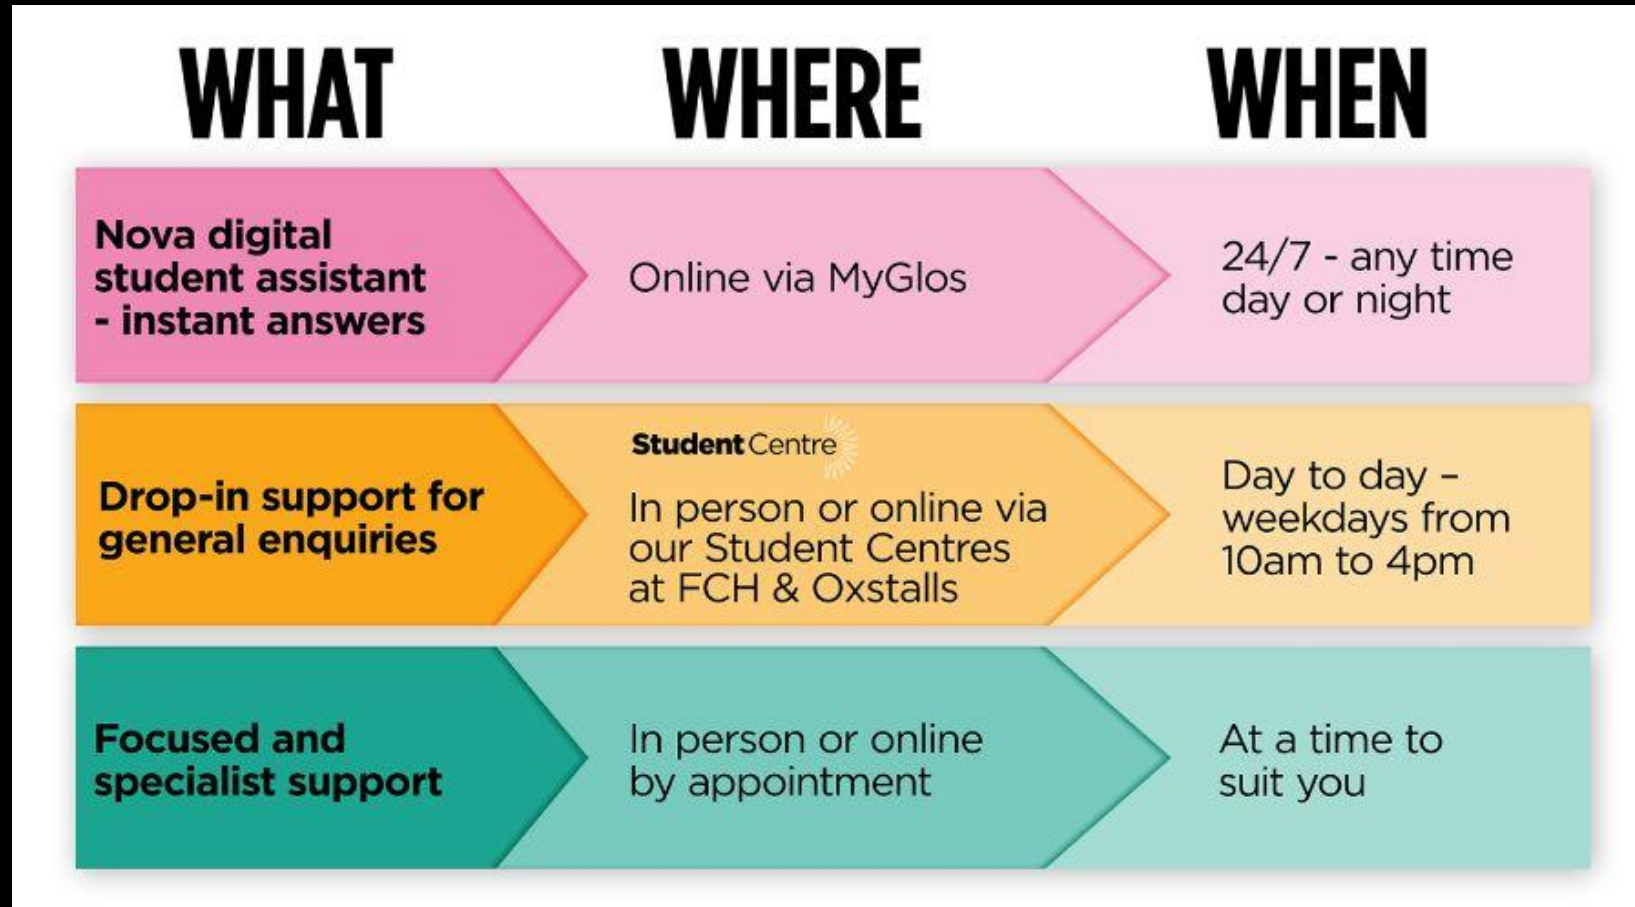 WHAT
WHERE
WHEN
Nova digital
student assistant
- instant answers
Online via MyGlos
24/7 - any time
day or night
Drop-in support for
general enquiries
Student Centre
In person or online via
our Student Centres
at FCH & Oxstalls
Day to day –
weekdays from
10am to 4pm
Focused and
specialist support
In person or online
by appointment
At a time to
suit you